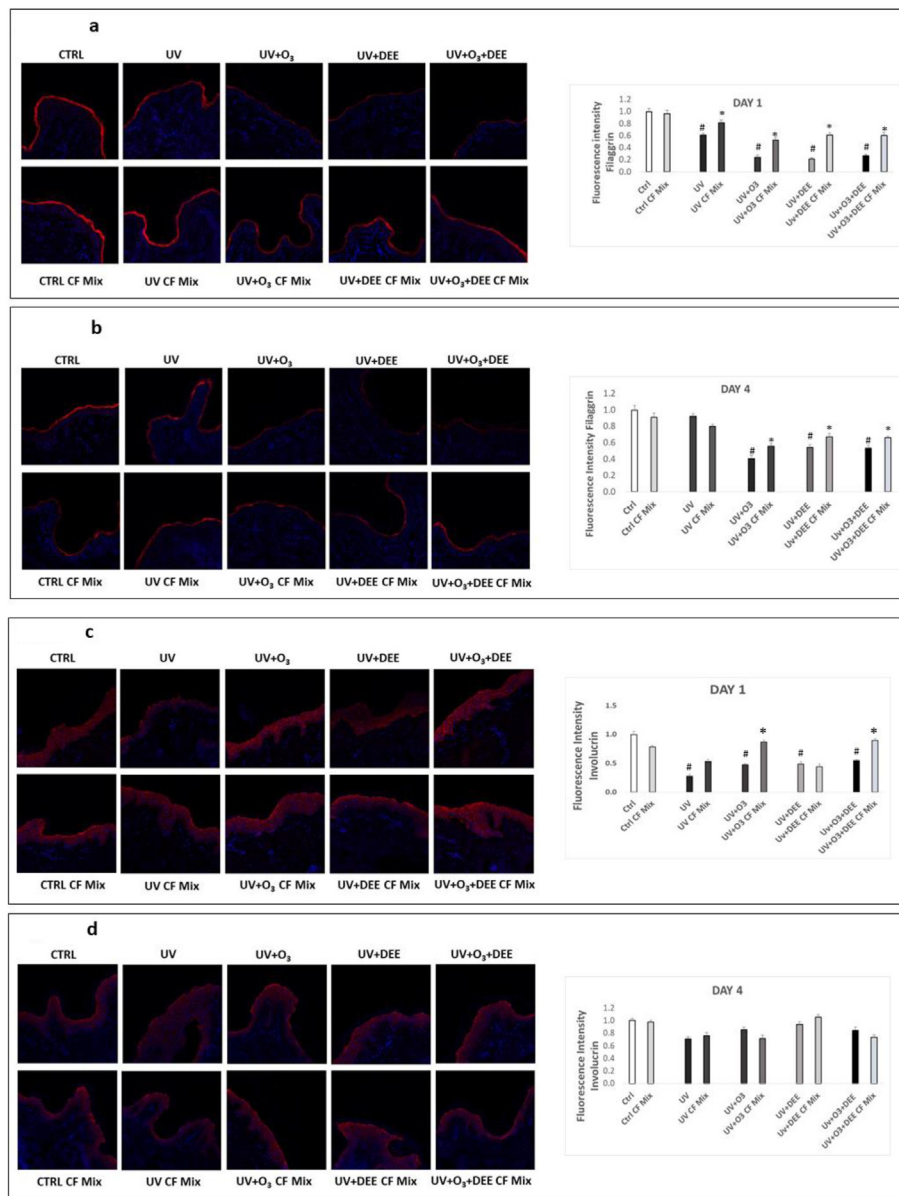 a
CTRL UV UV+O₃ UV+DEE UV+O₃+DEE
CTRL CF Mix UV CF Mix UV+O₃ CF Mix UV+DEE CF Mix UV+O₃+DEE CF Mix
DAY 1
Fluorescence intensity
Filaggrin
1.2
1.0
0.8
0.6
0.4
0.2
0.0
# * # * # * # *
Ctrl
Ctrl CF Mix
UV
UV CF Mix
UV+O3
UV+O3 CF Mix
UV+DEE
Uv+DEE CF Mix
Uv+O3+DEE
UV+O3+DEE CF Mix
b
CTRL UV UV+O₃ UV+DEE UV+O₃+DEE
CTRL CF Mix UV CF Mix UV+O₃ CF Mix UV+DEE CF Mix UV+O₃+DEE CF Mix
DAY 4
Fluorescence Intensity Filaggrin
1.2
1.0
0.8
0.6
0.4
0.2
0.0
# * # * # *
Ctrl
Ctrl CF Mix
UV
UV CF Mix
UV+O3
UV+O3 CF Mix
UV+DEE
Uv+DEE CF Mix
Uv+O3+DEE
UV+O3+DEE CF Mix
c
CTRL UV UV+O₃ UV+DEE UV+O₃+DEE
CTRL CF Mix UV CF Mix UV+O₃ CF Mix UV+DEE CF Mix UV+O₃+DEE CF Mix
DAY 1
Fluorescence Intensity
Involucrin
1.5
1.0
0.5
0.0
# # * # # *
Ctrl
Ctrl CF Mix
UV
UV CF Mix
UV+O3
UV+O3 CF Mix
UV+DEE
Uv+DEE CF Mix
Uv+O3+DEE
UV+O3+DEE CF Mix
d
CTRL UV UV+O₃ UV+DEE UV+O₃+DEE
CTRL CF Mix UV CF Mix UV+O₃ CF Mix UV+DEE CF Mix UV+O₃+DEE CF Mix
DAY 4
Fluorescence Intensity
Involucrin
1.2
1.0
0.8
0.6
0.4
0.2
0.0
Ctrl
Ctrl CF Mix
UV
UV CF Mix
UV+O3
UV+O3 CF Mix
UV+DEE
Uv+DEE CF Mix
Uv+O3+DEE
UV+O3+DEE CF Mix